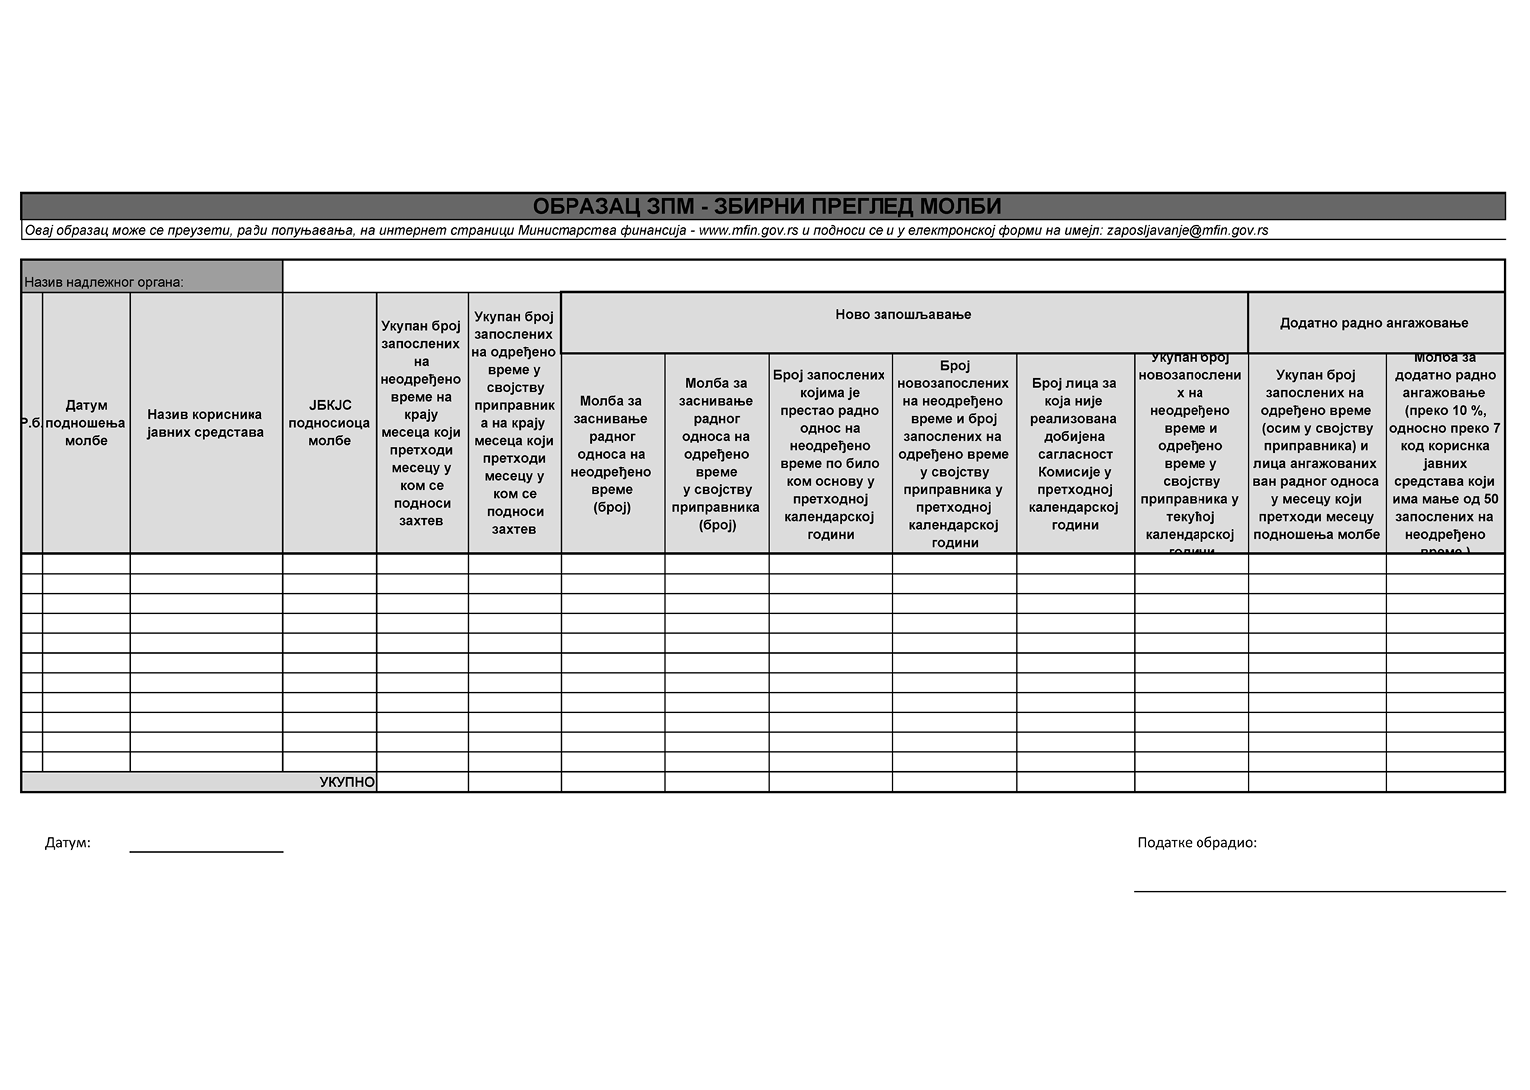 ОБРАЗАЦ ЗПМ - ЗБИРНИ ПРЕГЛЕД МОЛБИ
Овај образац може се преузети, ради попуњавања, на интернет страници Министарства финансија - www.mfin.gov.rs и подноси се и у електронској форми на имејл: zaposljavanje@mfin.gov.rs
Назив надлежног органа:
Р.б.
Датум
подношења
молбе
Назив корисника
јавних средстава
ЈБКЈС
подносиоца
молбе
Укупан број
запослених
на
неодређено
време на
крају
месеца који
претходи
месецу у
ком се
подноси
захтев
Укупан број
запослених
на одређено
време у
својству
приправник
а на крају
месеца који
претходи
месецу у
ком се
подноси
захтев
Ново запошљавање
Молба за
заснивање
радног
односа на
неодређено
време
(број)
Молба за
заснивање
радног
односа на
одређено
време
у својству
приправника
(број)
Број запослених
којима је
престао радно
однос на
неодређено
време по било
ком основу у
претходној
календарској
години
Број
новозапослених
на неодређено
време и број
запослених на
одређено време
у својству
приправника у
претходној
календарској
години
Број лица за
која није
реализована
добијена
сагласност
Комисије у
претходној
календарској
години
Укупан број
новозапослени
х на
неодређено
време и
одређено
време у
својству
приправника у
текућој
календарској
години
Додатно радно ангажовање
Укупан број
запослених на
одређено време
(осим у својству
приправника) и
лица ангажованих
ван радног односа
у месецу који
претходи месецу
подношења молбе
Молба за
додатно радно
ангажовање
(преко 10 %,
односно преко 7
код кориснка
јавних
средстава који
има мање од 50
запослених на
неодређено
време )
УКУПНО
Датум:
Податке обрадио: